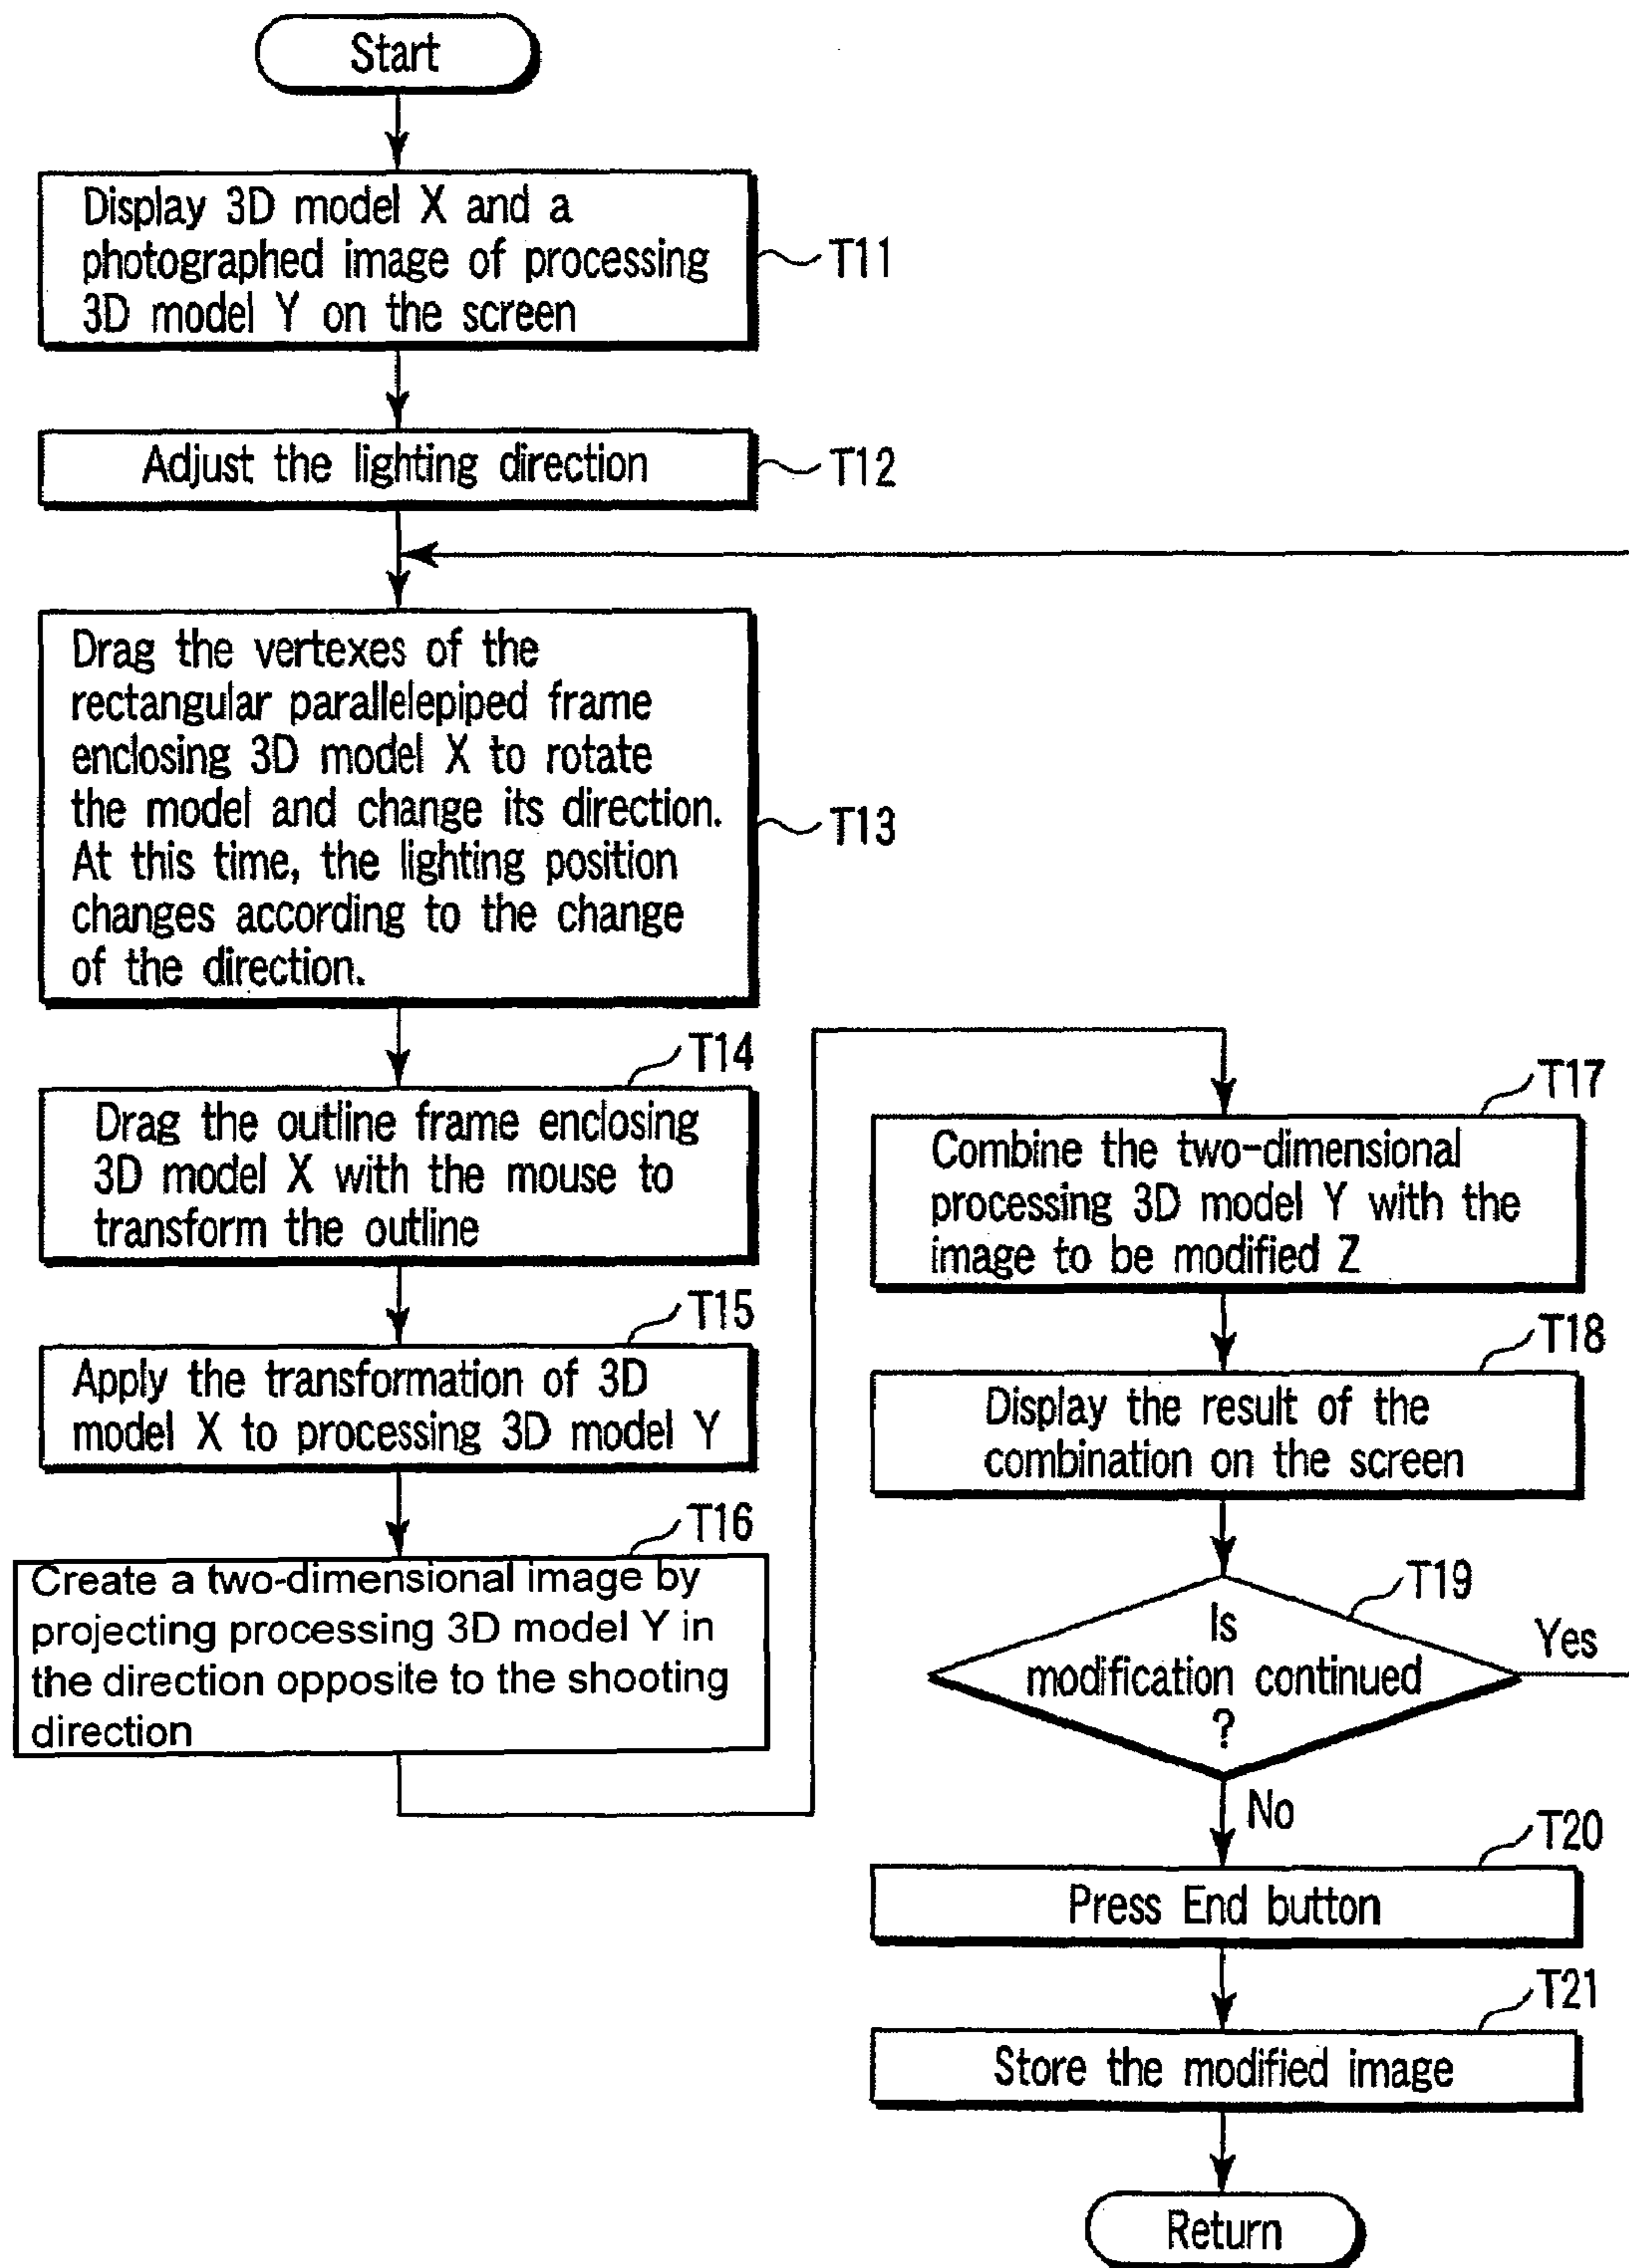 Start
Display 3D model X and a
photographed image of processing
3D model Y on the screen
T11
Adjust the lighting direction
T12
Drag the vertexes of the
rectangular parallelepiped frame
enclosing 3D model X to rotate
the model and change its direction.
At this time, the lighting position
changes according to the change
of the direction.
T13
T14
Drag the outline frame enclosing
3D model X with the mouse to
transform the outline
T15
Apply the transformation of 3D
model X to processing 3D model Y
T16
Create a two-dimensional image by
projecting processing 3D model Y in
the direction opposite to the shooting
direction
T17
Combine the two-dimensional
processing 3D model Y with the
image to be modified Z
T18
Display the result of the
combination on the screen
T19
Is
modification continued
?
Yes
No
T20
Press End button
T21
Store the modified image
Return